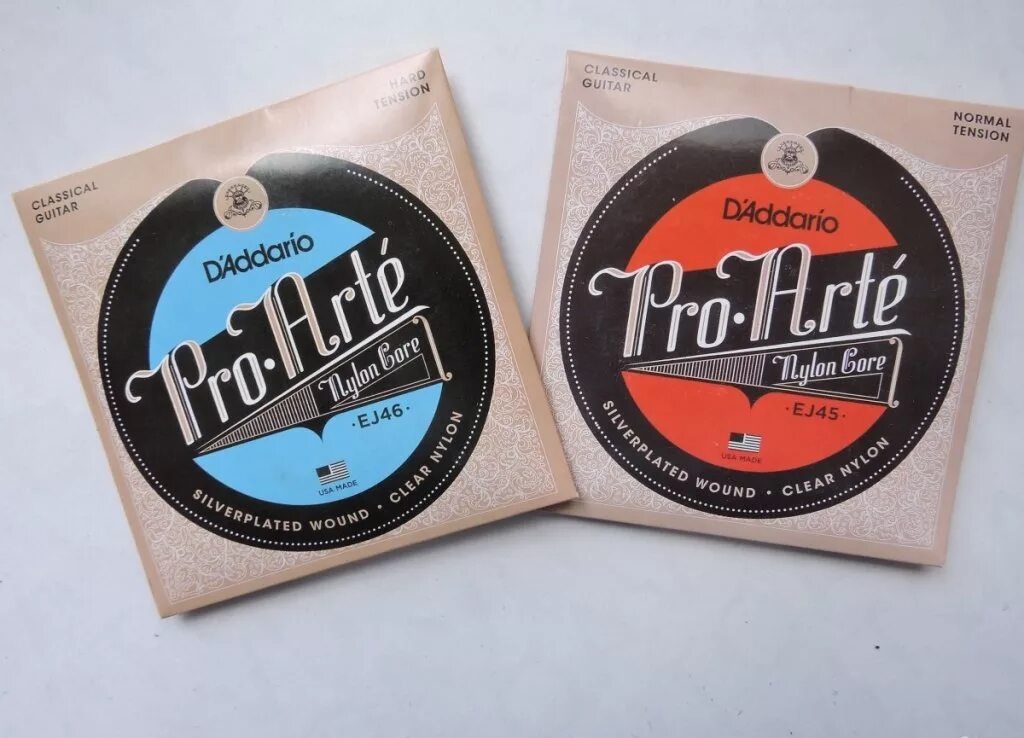 CLASSICAL
GUITAR
HARD
TENSION
D'Addario
Pro·Arté
Nylon Core
·EJ46·
USA MADE
SILVERPLATED WOUND · CLEAR NYLON
CLASSICAL
GUITAR
NORMAL
TENSION
D'Addario
Pro·Arté
Nylon Core
·EJ45·
USA MADE
SILVERPLATED WOUND · CLEAR NYLON